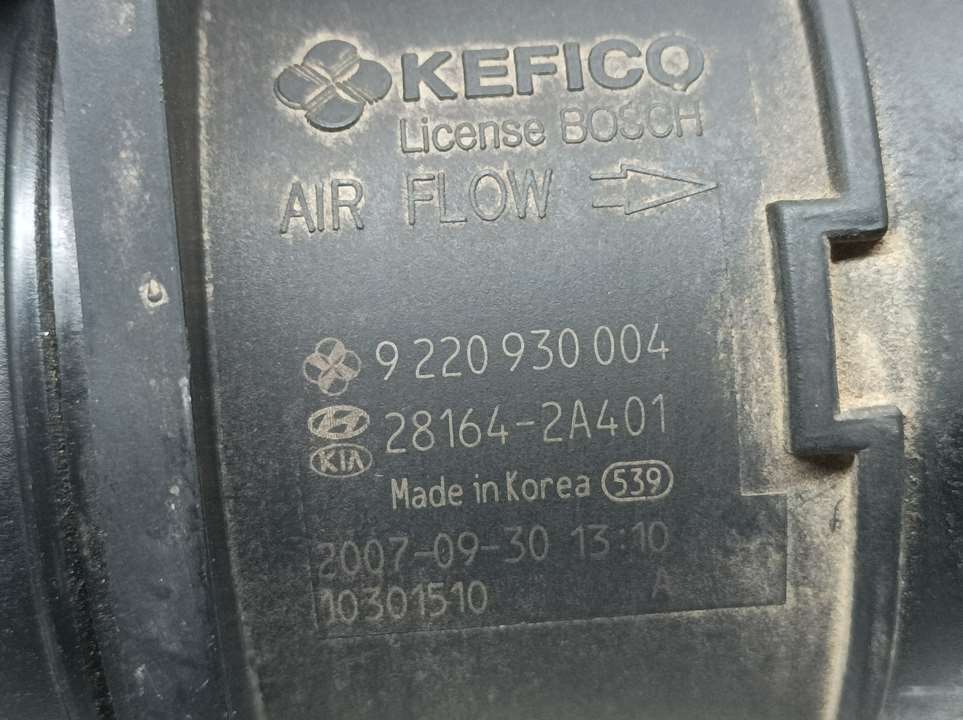 KEFICO
License BOSCH
AIR FLOW
9 220 930 004
28164-2A401
KIA
Made in Korea 539
2007-09-30 13:10
10301510 A